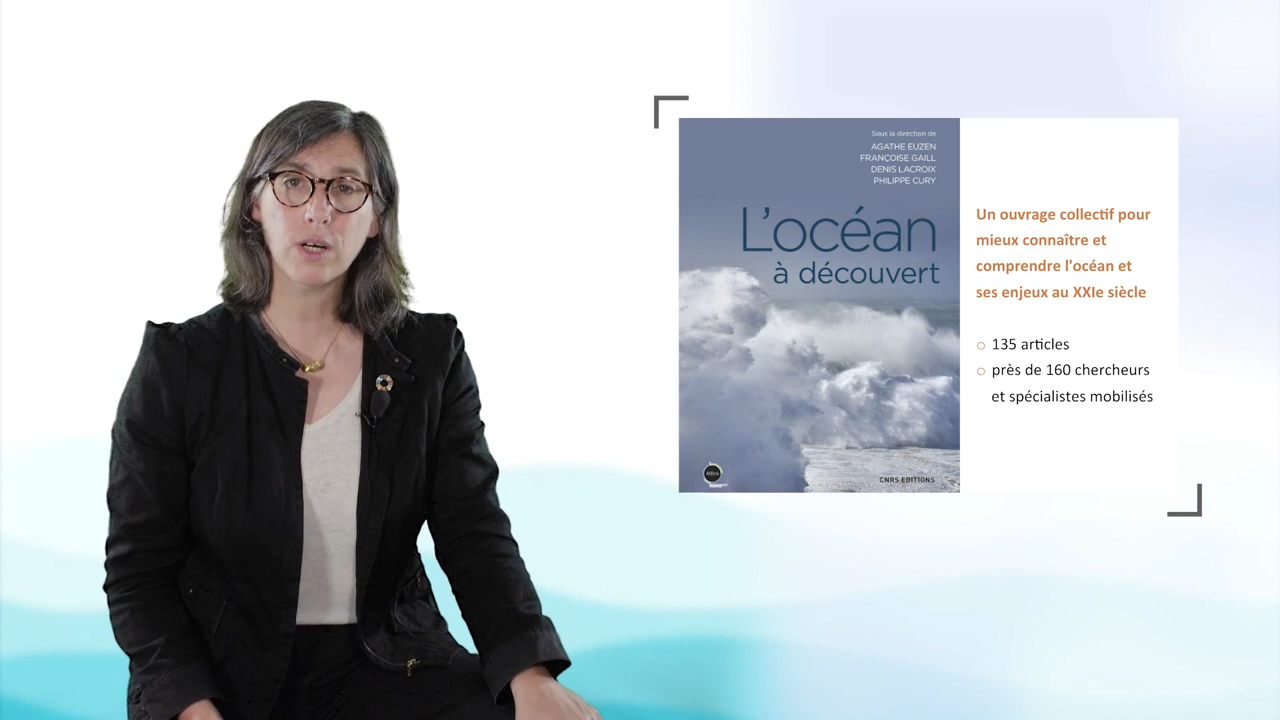 Sous la direction de
AGATHE EUZEN
FRANÇOISE GAILL
DENIS LACROIX
PHILIPPE CURY
L'océan
à découvert
CNRS EDITIONS
Un ouvrage collectif pour
mieux connaître et
comprendre l'océan et
ses enjeux au XXIe siècle
135 articles
près de 160 chercheurs
et spécialistes mobilisés